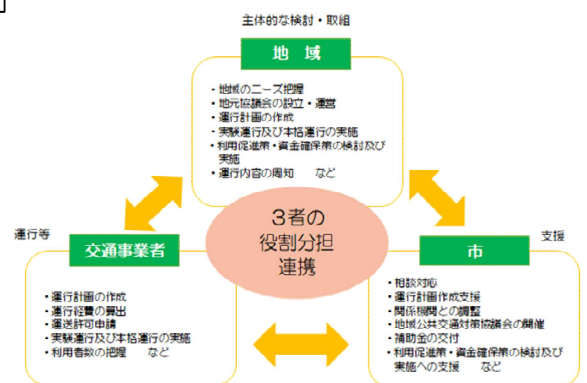 主体的な検討・取組
地 域
・地域のニーズ把握
・地元協議会の設立・運営
・運行計画の作成
・実験運行及び本格運行の実施
・利用促進策・資金確保策の検討及び
実施
・運行内容の周知 など
3者の
役割分担
連携
運行等
交通事業者
・運行計画の作成
・運行経費の算出
・運送許可申請
・実験運行及び本格運行の実施
・利用者数の把握 など
支援
市
・相談対応
・運行計画作成支援
・関係機関との調整
・地域公共交通対策協議会の開催
・補助金の交付
・利用促進策・資金確保策の検討及び
実施への支援 など